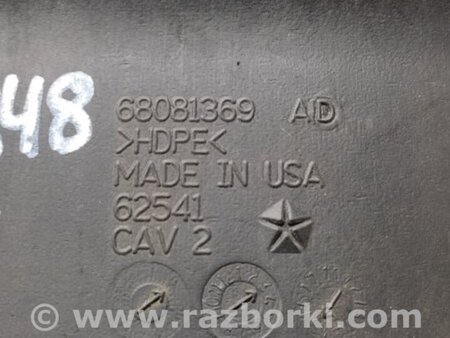 .48
68081369 AD
>HDPE<
MADE IN USA
62541
CAV 2
www.razborki.com